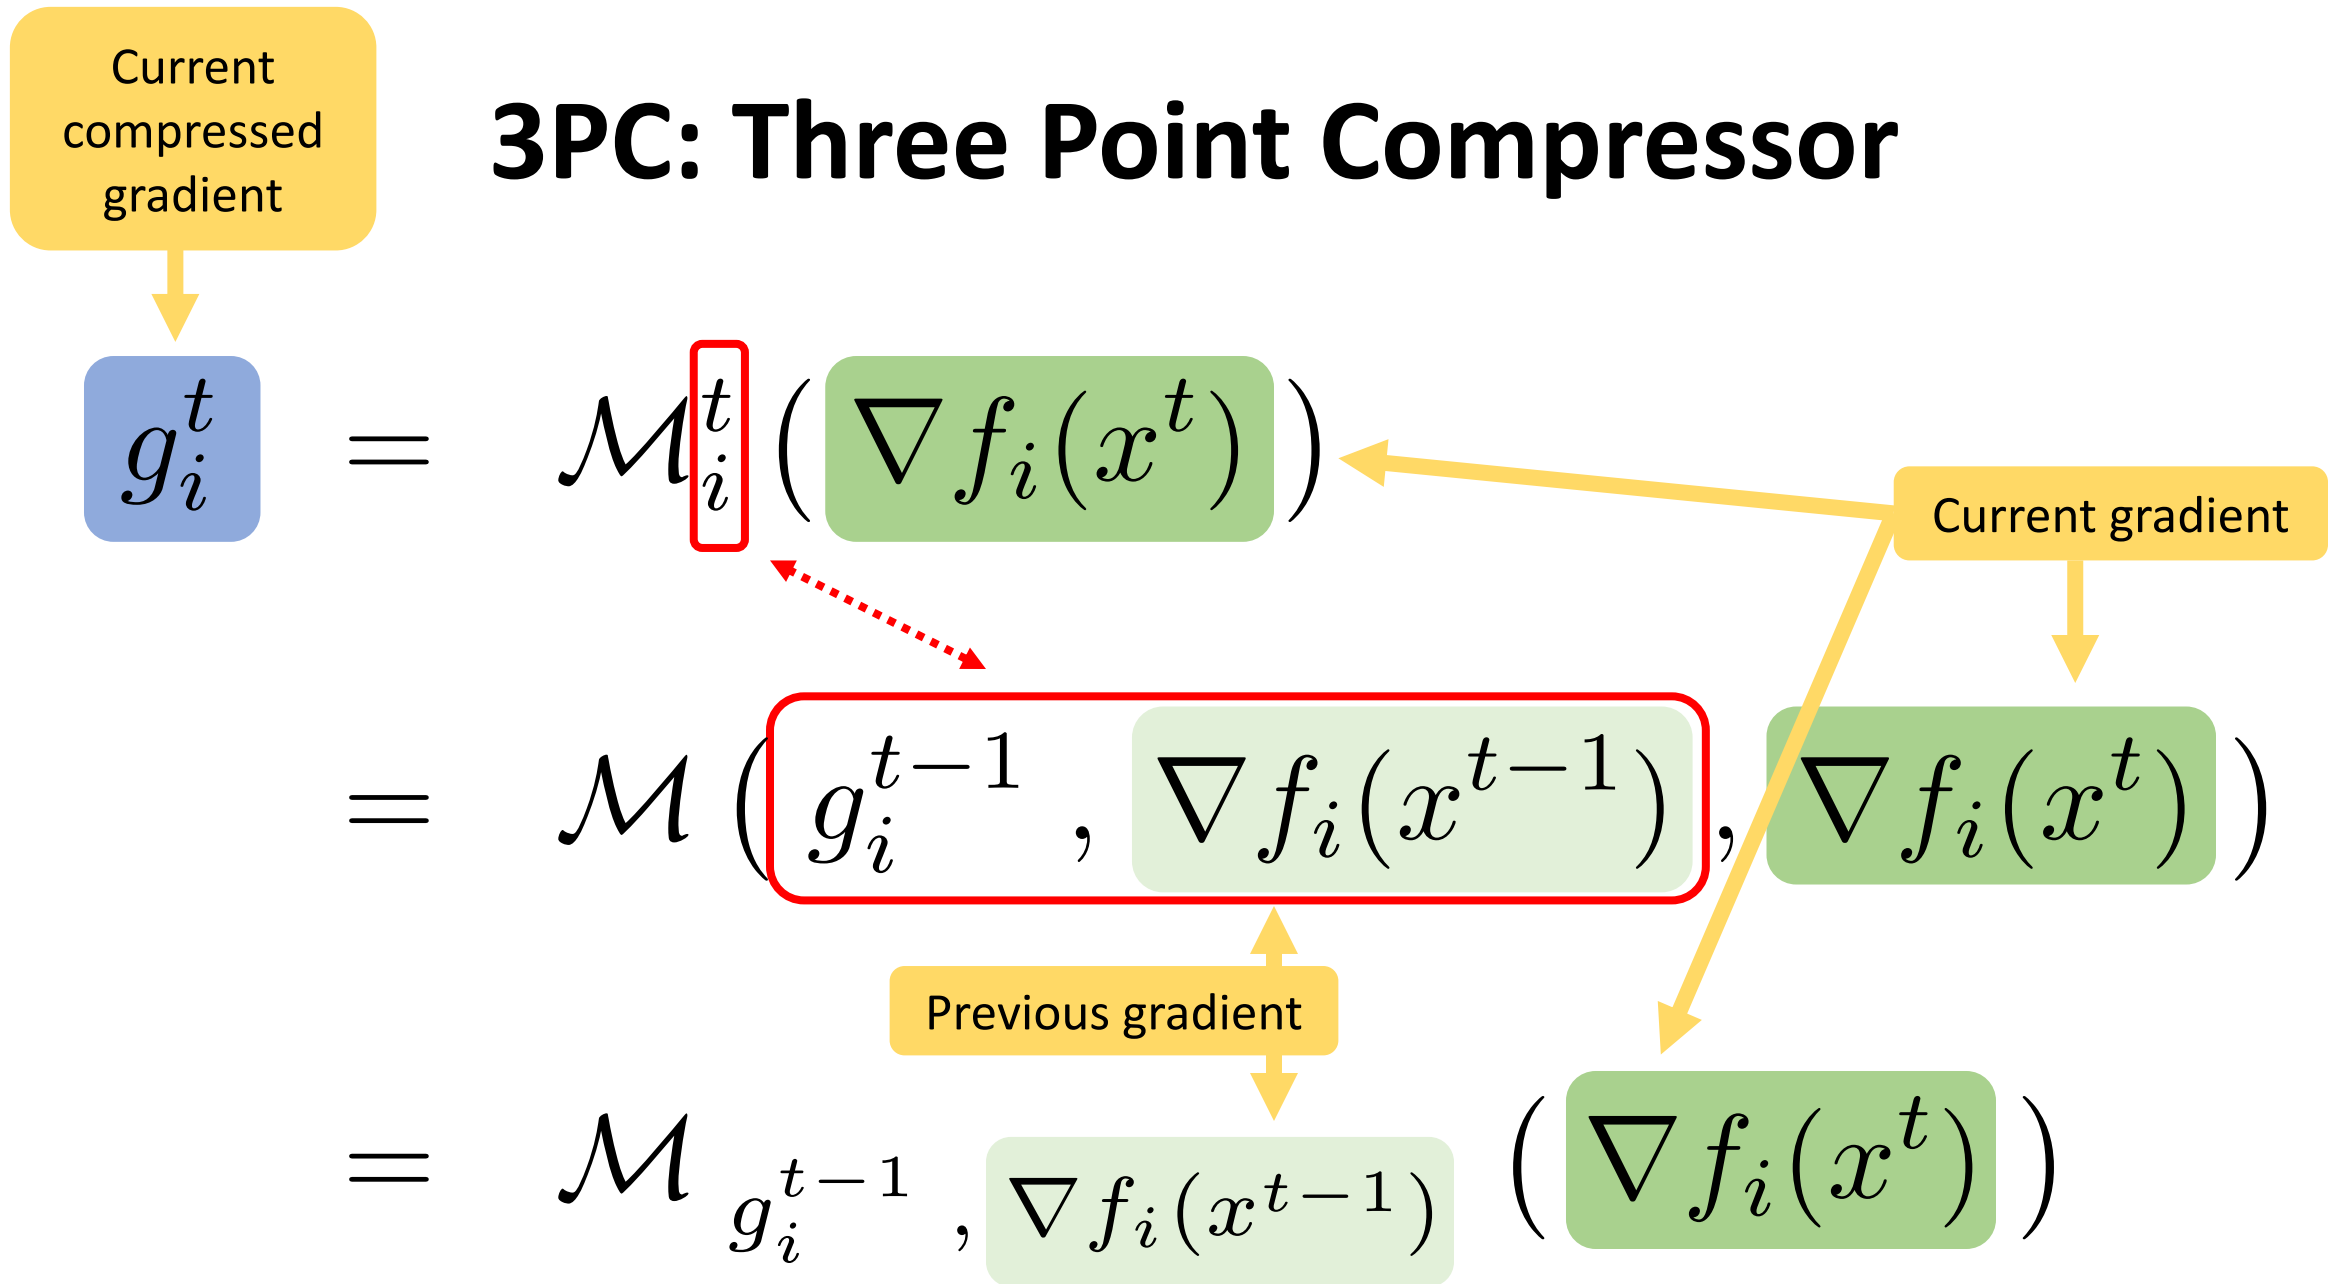 Current
compressed
gradient
3PC: Three Point Compressor
g_i^t = ℳ_i^t (∇f_i(x^t))
Current gradient
= ℳ (g_i^{t−1}, ∇f_i(x^{t−1}), ∇f_i(x^t))
Previous gradient
= ℳ_{g_i^{t−1}, ∇f_i(x^{t−1})} (∇f_i(x^t))